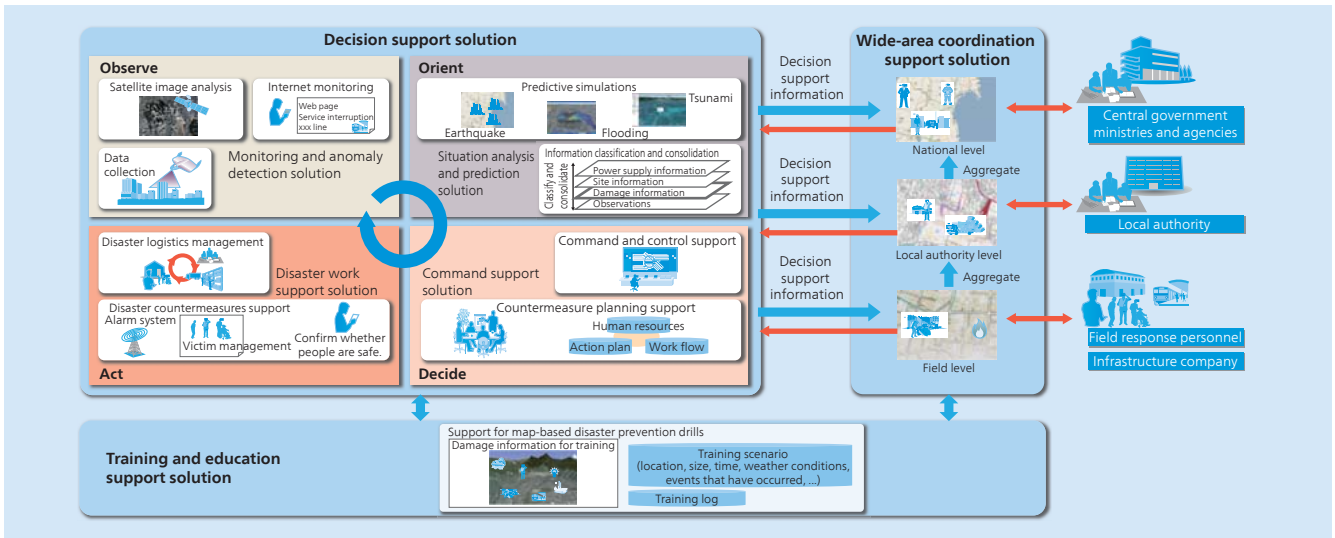 Decision support solution
Observe
Satellite image analysis
Internet monitoring
Web page
Service interruption
xxx line
Data
collection
Monitoring and anomaly
detection solution
Orient
Predictive simulations
Tsunami
Earthquake
Flooding
Situation analysis
and prediction
solution
Information classification and consolidation
Classify and
consolidate
Power supply information
Site information
Damage information
Observations
Disaster logistics management
Disaster work
support solution
Disaster countermeasures support
Alarm system
Victim management
Confirm whether
people are safe.
Act
Command and control support
Command support
solution
Countermeasure planning support
Human resources
Action plan
Work flow
Decide
Decision
support
information
Decision
support
information
Decision
support
information
Wide-area coordination
support solution
National level
Aggregate
Local authority level
Aggregate
Field level
Central government
ministries and agencies
Local authority
Field response personnel
Infrastructure company
Training and education
support solution
Support for map-based disaster prevention drills
Damage information for training
Training scenario
(location, size, time, weather conditions,
events that have occurred, ...)
Training log